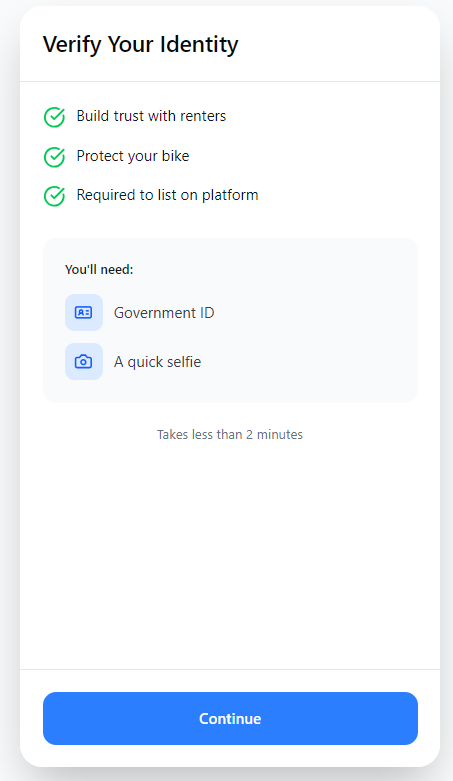 Verify Your Identity
Build trust with renters
Protect your bike
Required to list on platform
You'll need:
Government ID
A quick selfie
Takes less than 2 minutes
Continue